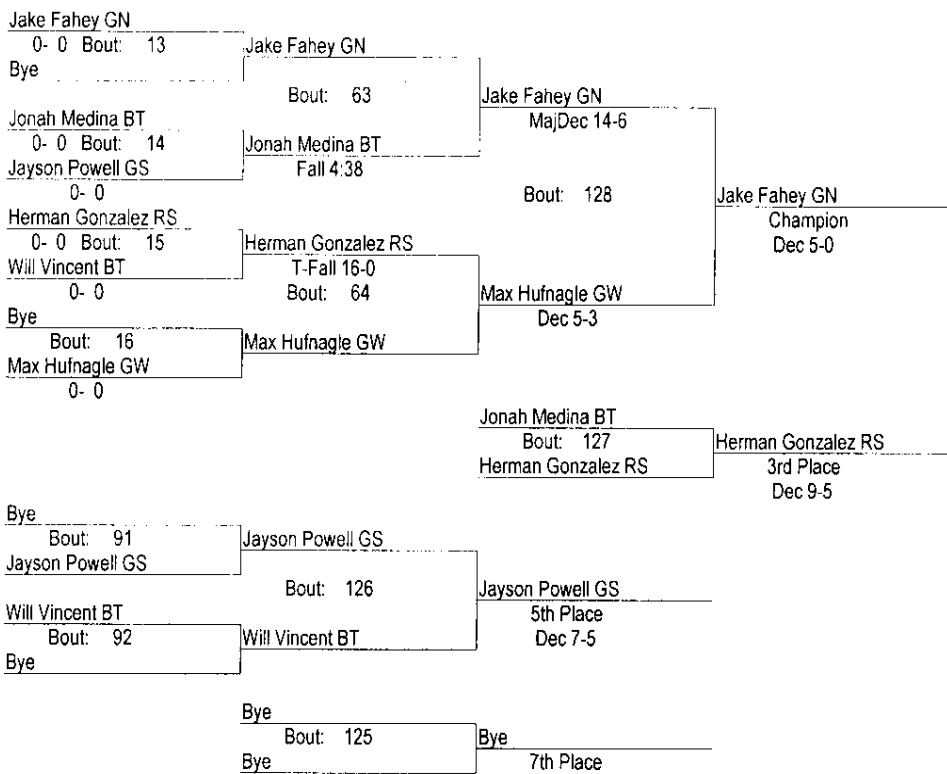 Jake Fahey GN
0- 0 Bout: 13
Jake Fahey GN
Bye
Bout: 63
Jake Fahey GN
MajDec 14-6
Jonah Medina BT
0- 0 Bout: 14
Jonah Medina BT
Fall 4:38
Jayson Powell GS
0- 0
Bout: 128
Jake Fahey GN
Champion
Dec 5-0
Herman Gonzalez RS
0- 0 Bout: 15
Herman Gonzalez RS
T-Fall 16-0
Will Vincent BT
0- 0
Bout: 64
Max Hufnagle GW
Dec 5-3
Bye
Bout: 16
Max Hufnagle GW
Max Hufnagle GW
0- 0
Jonah Medina BT
Bout: 127
Herman Gonzalez RS
Herman Gonzalez RS
3rd Place
Dec 9-5
Bye
Bout: 91
Jayson Powell GS
Jayson Powell GS
Bout: 126
Jayson Powell GS
5th Place
Dec 7-5
Will Vincent BT
Bout: 92
Will Vincent BT
Bye
Bye
Bout: 125
Bye
Bye
7th Place